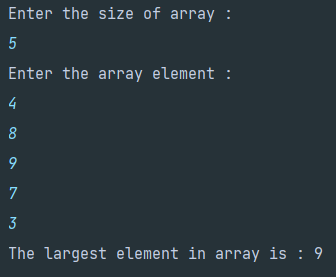 Enter the size of array :
5
Enter the array element :
4
8
9
7
3
The largest element in array is : 9